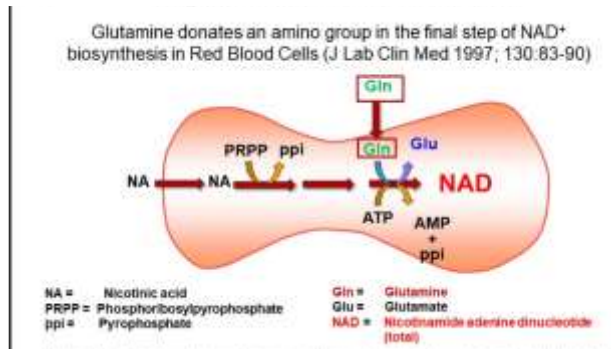 Glutamine donates an amino group in the final step of NAD⁺
biosynthesis in Red Blood Cells (J Lab Clin Med 1997; 130:83-90)
Gln
PRPP ppi
Gln
Glu
NA
NA
NAD
ATP
AMP
+
ppi
NA = Nicotinic acid
PRPP = Phosphoribosylpyrophosphate
ppi = Pyrophosphate
Gln = Glutamine
Glu = Glutamate
NAD = Nicotinamide adenine dinucleotide
(total)